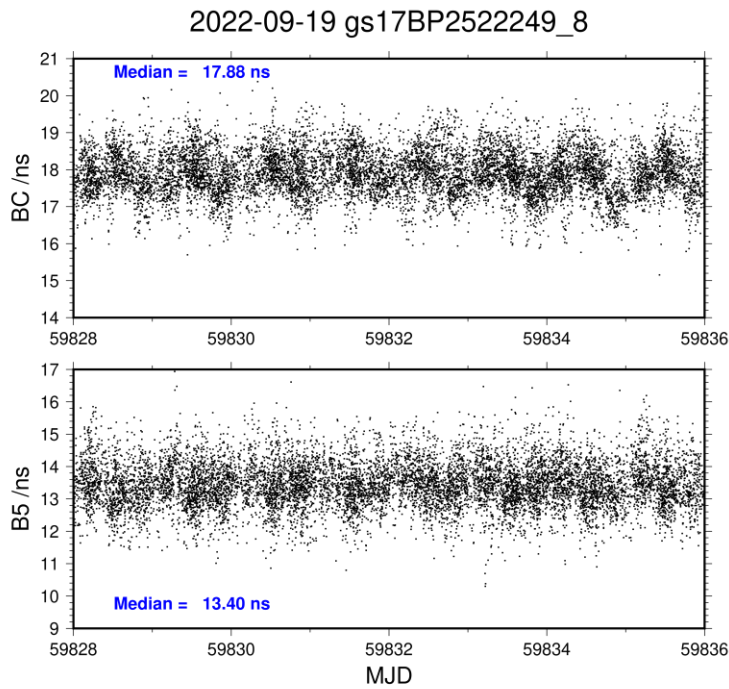 2022-09-19 gs17BP2522249_8
21
Median = 17.88 ns
20
19
18
17
16
15
14
BC /ns
59828 59830 59832 59834 59836
17
16
15
14
13
12
11
10
9
B5 /ns
Median = 13.40 ns
59828 59830 59832 59834 59836
MJD